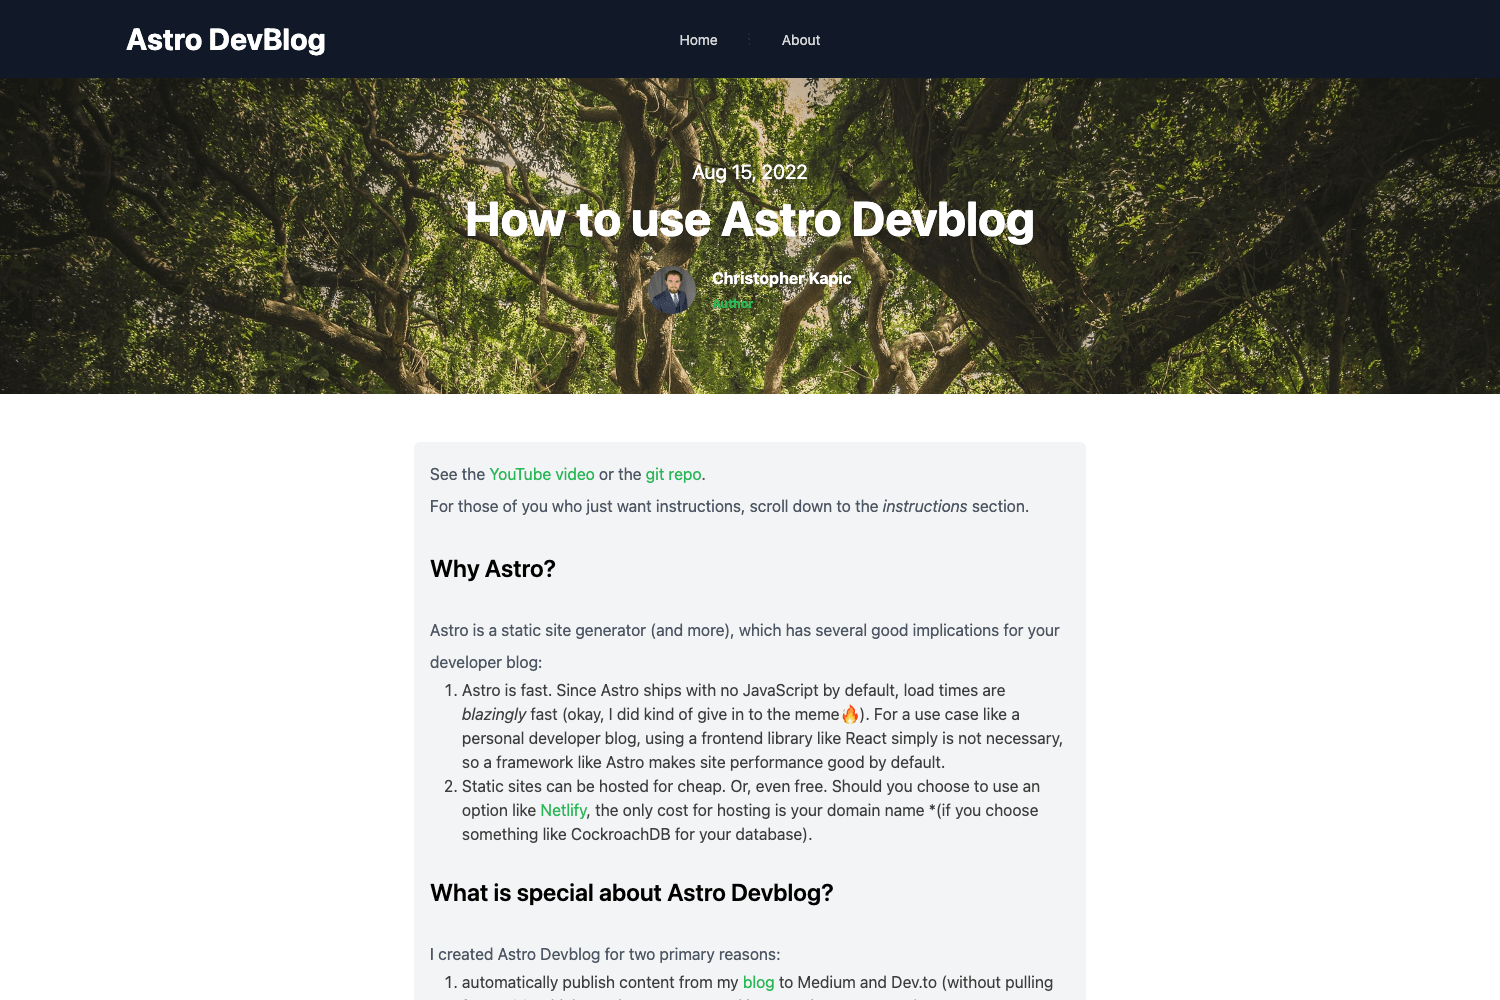 Astro DevBlog
Home
About
Aug 15, 2022
How to use Astro Devblog
Christopher Kapic
Author
See the YouTube video or the git repo.
For those of you who just want instructions, scroll down to the instructions section.
Why Astro?
Astro is a static site generator (and more), which has several good implications for your
developer blog:
1. Astro is fast. Since Astro ships with no JavaScript by default, load times are
blazingly fast (okay, I did kind of give in to the meme🔥). For a use case like a
personal developer blog, using a frontend library like React simply is not necessary,
so a framework like Astro makes site performance good by default.
2. Static sites can be hosted for cheap. Or, even free. Should you choose to use an
option like Netlify, the only cost for hosting is your domain name *(if you choose
something like CockroachDB for your database).
What is special about Astro Devblog?
I created Astro Devblog for two primary reasons:
1. automatically publish content from my blog to Medium and Dev.to (without pulling